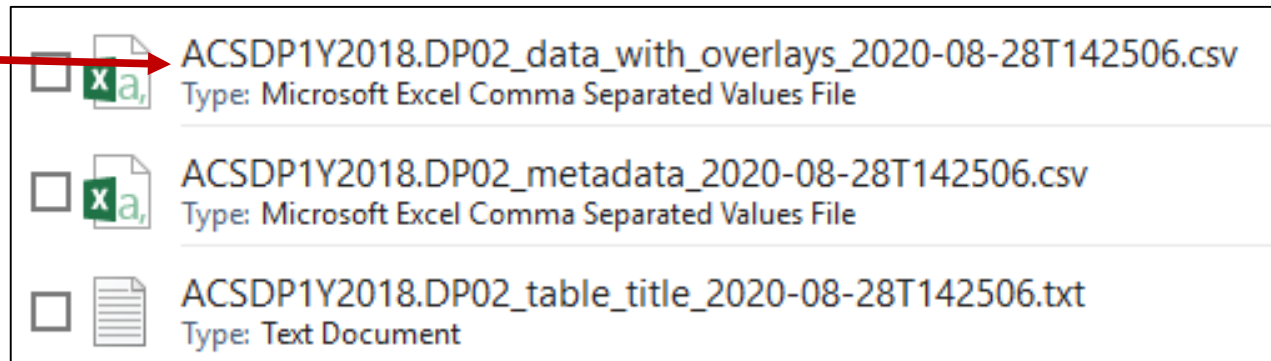 ACSDP1Y2018.DP02_data_with_overlays_2020-08-28T142506.csv
Type: Microsoft Excel Comma Separated Values File
ACSDP1Y2018.DP02_metadata_2020-08-28T142506.csv
Type: Microsoft Excel Comma Separated Values File
ACSDP1Y2018.DP02_table_title_2020-08-28T142506.txt
Type: Text Document